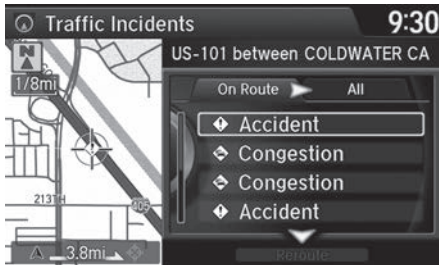 Traffic Incidents
9:30
N
US-101 between COLDWATER CA
1/8mi
On Route
All
Accident
Congestion
Congestion
213TH
405
Accident
3.8mi
Reroute